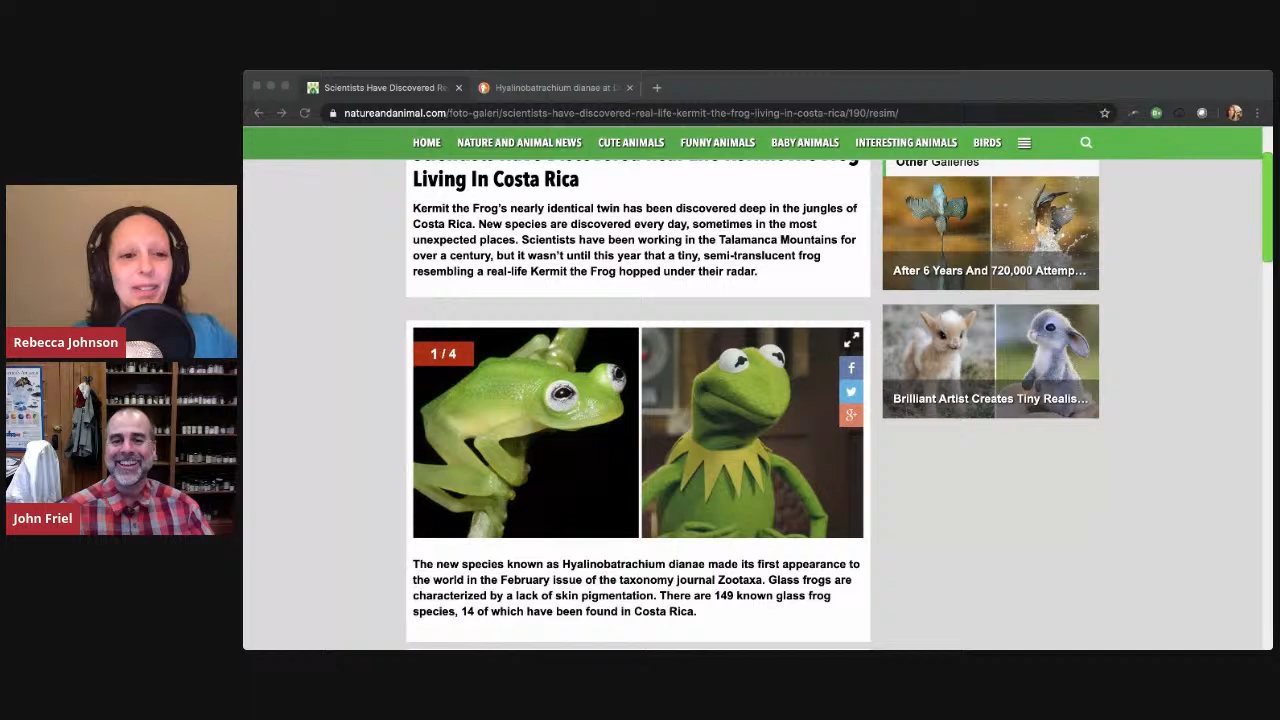 Scientists Have Discovered Re
Hyalinobatrachium dianae at D
natureandanimal.com/foto-galeri/scientists-have-discovered-real-life-kermit-the-frog-living-in-costa-rica/190/resim/
HOME NATURE AND ANIMAL NEWS CUTE ANIMALS FUNNY ANIMALS BABY ANIMALS INTERESTING ANIMALS BIRDS
Scientists Have Discovered Real Life Kermit The Frog
Living In Costa Rica
Kermit the Frog's nearly identical twin has been discovered deep in the jungles of
Costa Rica. New species are discovered every day, sometimes in the most
unexpected places. Scientists have been working in the Talamanca Mountains for
over a century, but it wasn't until this year that a tiny, semi-translucent frog
resembling a real-life Kermit the Frog hopped under their radar.
Other Galleries
After 6 Years And 720,000 Attemp...
Brilliant Artist Creates Tiny Realis...
1 / 4
f
g+
The new species known as Hyalinobatrachium dianae made its first appearance to
the world in the February issue of the taxonomy journal Zootaxa. Glass frogs are
characterized by a lack of skin pigmentation. There are 149 known glass frog
species, 14 of which have been found in Costa Rica.
Rebecca Johnson
John Friel